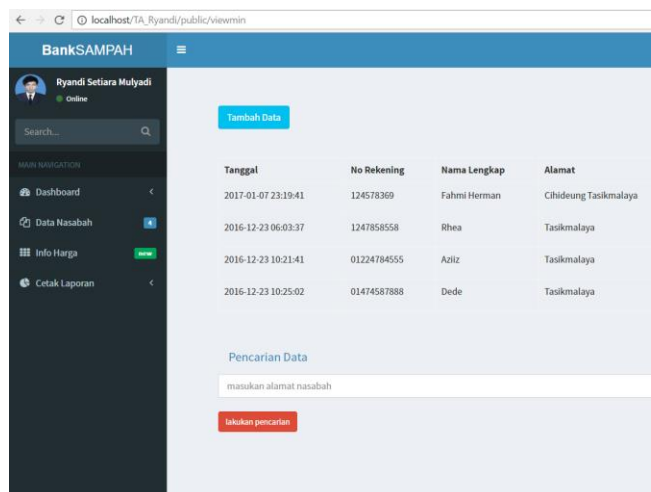 localhost/TA_Ryandi/public/viewmin
BankSAMPAH
Ryandi Setiara Mulyadi
Online
Search...
MAIN NAVIGATION
Dashboard
Data Nasabah 4
Info Harga new
Cetak Laporan
Tambah Data
Tanggal No Rekening Nama Lengkap Alamat
2017-01-07 23:19:41 124578369 Fahmi Herman Cihideung Tasikmalaya
2016-12-23 06:03:37 1247858558 Rhea Tasikmalaya
2016-12-23 10:21:41 01224784555 Aziiz Tasikmalaya
2016-12-23 10:25:02 01474587888 Dede Tasikmalaya
Pencarian Data
masukan alamat nasabah
lakukan pencarian